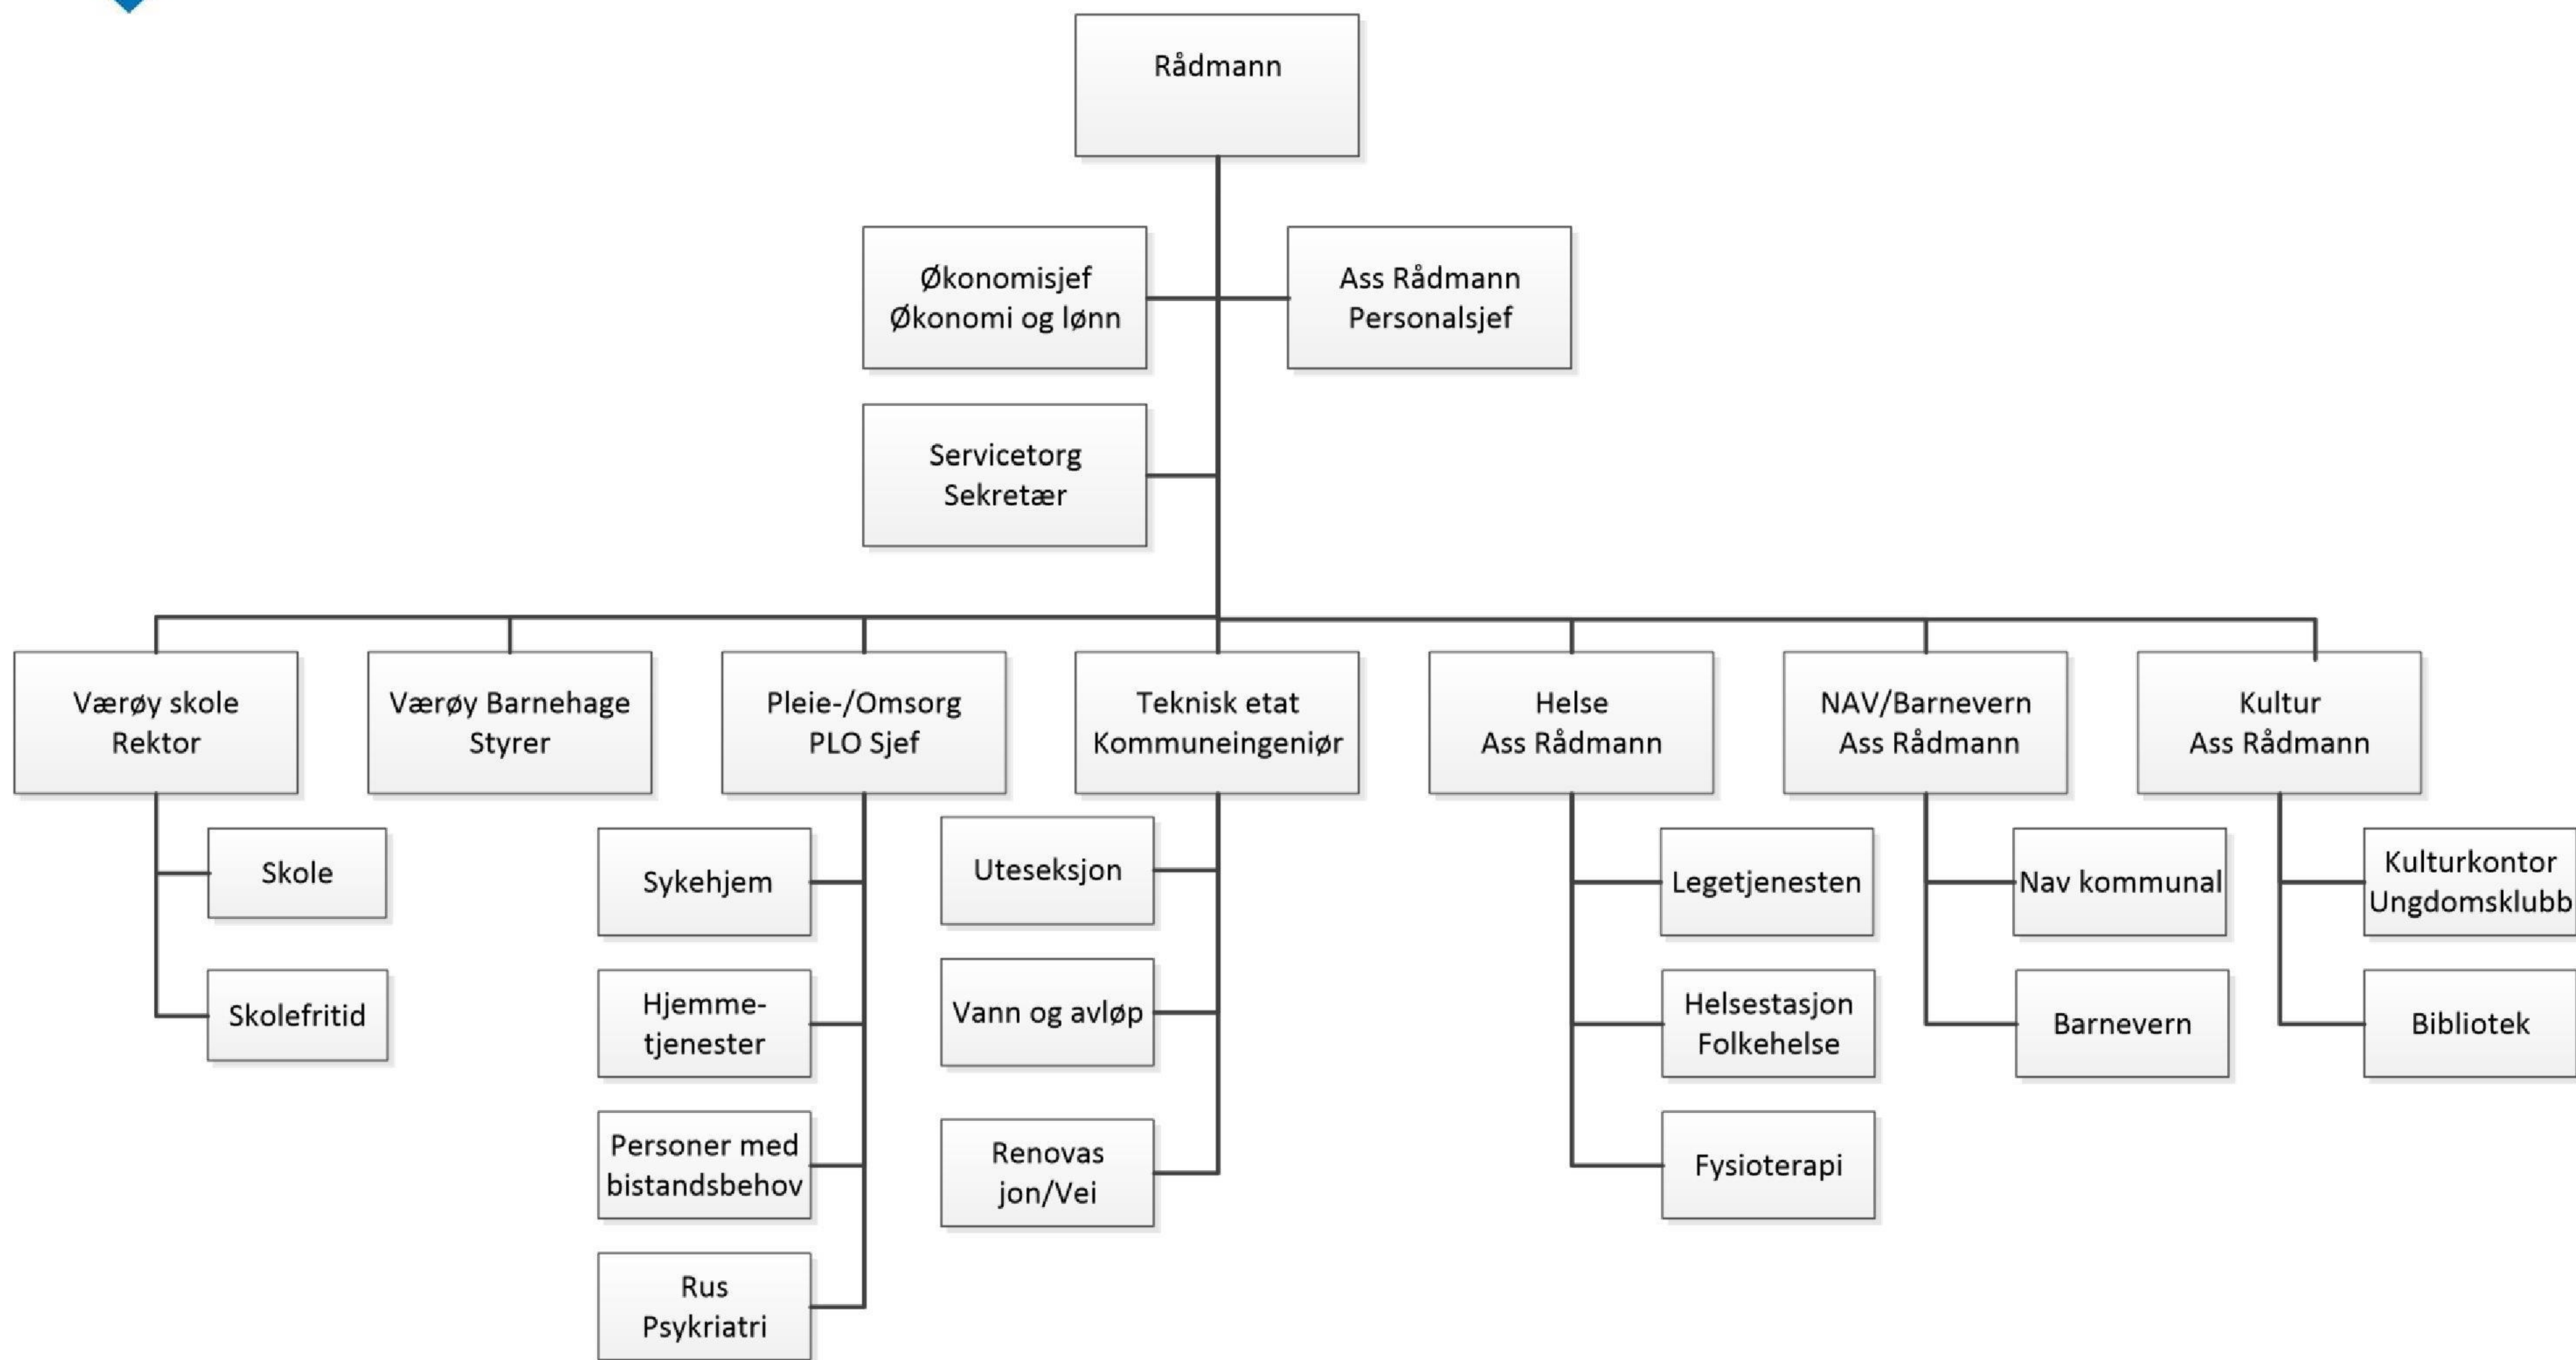 Rådmann
Økonomisjef
Økonomi og lønn
Ass Rådmann
Personalsjef
Servicetorg
Sekretær
Værøy skole
Rektor
Værøy Barnehage
Styrer
Pleie-/Omsorg
PLO Sjef
Teknisk etat
Kommuneingeniør
Helse
Ass Rådmann
NAV/Barnevern
Ass Rådmann
Kultur
Ass Rådmann
Skole
Skolefritid
Sykehjem
Hjemme-
tjenester
Personer med
bistandsbehov
Rus
Psykriatri
Uteseksjon
Vann og avløp
Renovas
jon/Vei
Legetjenesten
Helsestasjon
Folkehelse
Fysioterapi
Nav kommunal
Barnevern
Kulturkontor
Ungdomsklubb
Bibliotek